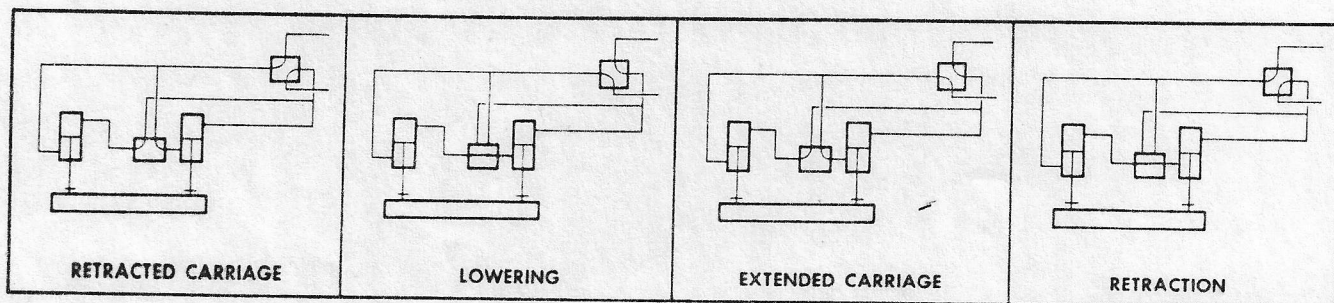 RETRACTED CARRIAGE
LOWERING
EXTENDED CARRIAGE
RETRACTION